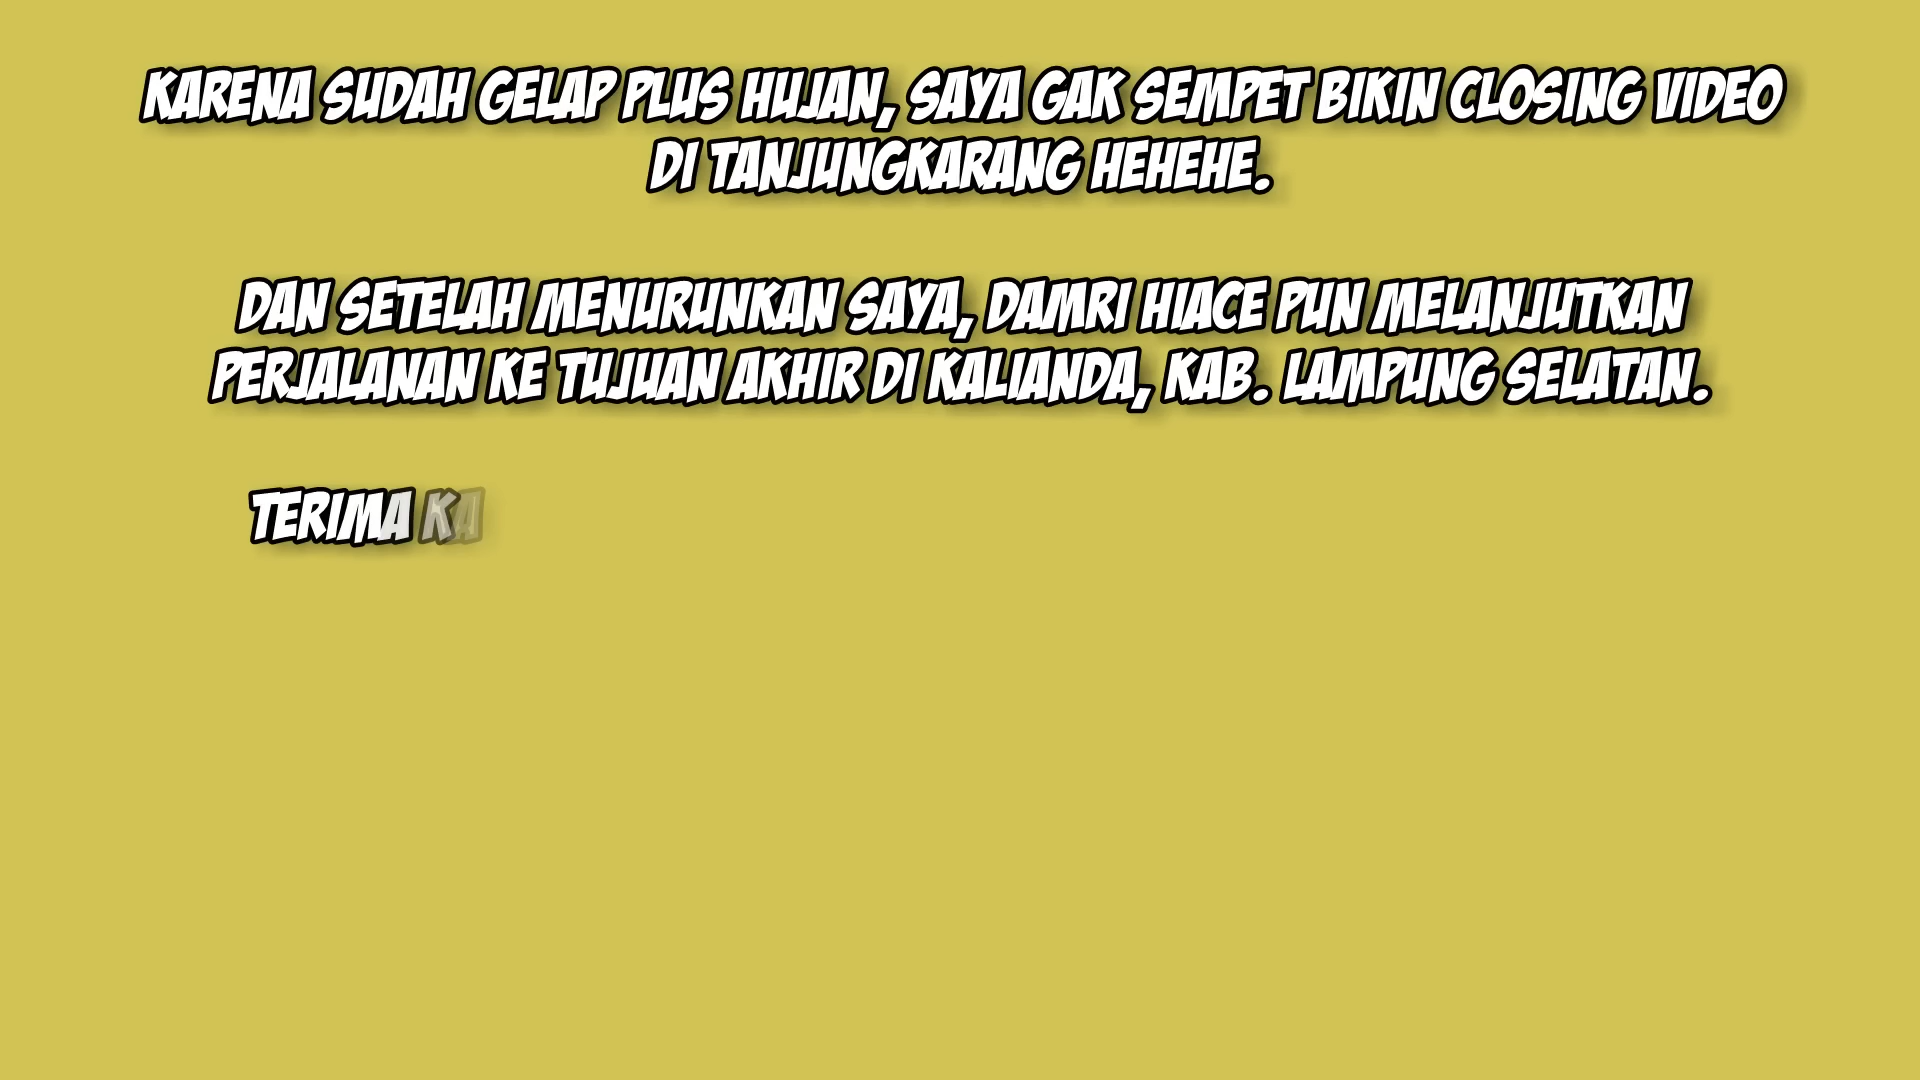 KARENA SUDAH GELAP PLUS HUJAN, SAYA GAK SEMPET BIKIN CLOSING VIDEO
DI TANJUNGKARANG HEHEHE.
DAN SETELAH MENURUNKAN SAYA, DAMRI HIACE PUN MELANJUTKAN
PERJALANAN KE TUJUAN AKHIR DI KALIANDA, KAB. LAMPUNG SELATAN.
TERIMA KA